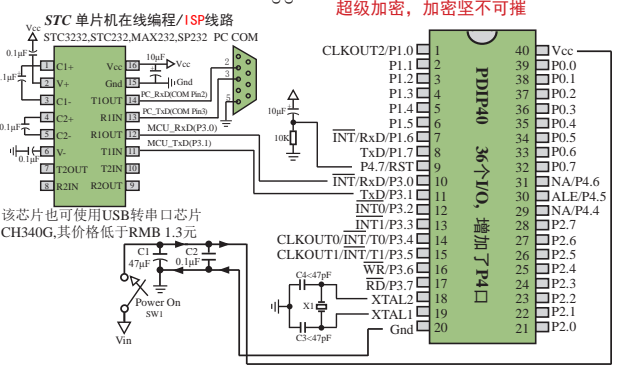 超级加密，加密坚不可摧
STC 单片机在线编程/ISP线路
STC3232,STC232,MAX232,SP232 PC COM
Vcc
0.1μF
0.1μF
0.1μF
0.1μF
1 C1+ Vcc 16
2 V+ Gnd 15
3 C1- T1OUT 14
4 C2+ R1IN 13
5 C2- R1OUT 12
6 V- T1IN 11
7 T2OUT T2IN 10
8 R2IN R2OUT 9
10μF
Vcc
Gnd
PC_RxD(COM Pin2)
PC_TxD(COM Pin3)
MCU_RxD(P3.0)
MCU_TxD(P3.1)
2
3
5
10μF
10K
该芯片也可使用USB转串口芯片
CH340G,其价格低于RMB 1.3元
C1
47μF
C2
0.1μF
Power On
SW1
Vin
C4<47pF
X1
C3<47pF
PDIP40 36个I/O, 增加了P4口
CLKOUT2/P1.0 1 40 Vcc
P1.1 2 39 P0.0
P1.2 3 38 P0.1
P1.3 4 37 P0.2
P1.4 5 36 P0.3
P1.5 6 35 P0.4
INT/RxD/P1.6 7 34 P0.5
TxD/P1.7 8 33 P0.6
P4.7/RST 9 32 P0.7
INT/RxD/P3.0 10 31 NA/P4.6
TxD/P3.1 11 30 ALE/P4.5
INT0/P3.2 12 29 NA/P4.4
INT1/P3.3 13 28 P2.7
CLKOUT0/INT/T0/P3.4 14 27 P2.6
CLKOUT1/INT/T1/P3.5 15 26 P2.5
WR/P3.6 16 25 P2.4
RD/P3.7 17 24 P2.3
XTAL2 18 23 P2.2
XTAL1 19 22 P2.1
Gnd 20 21 P2.0